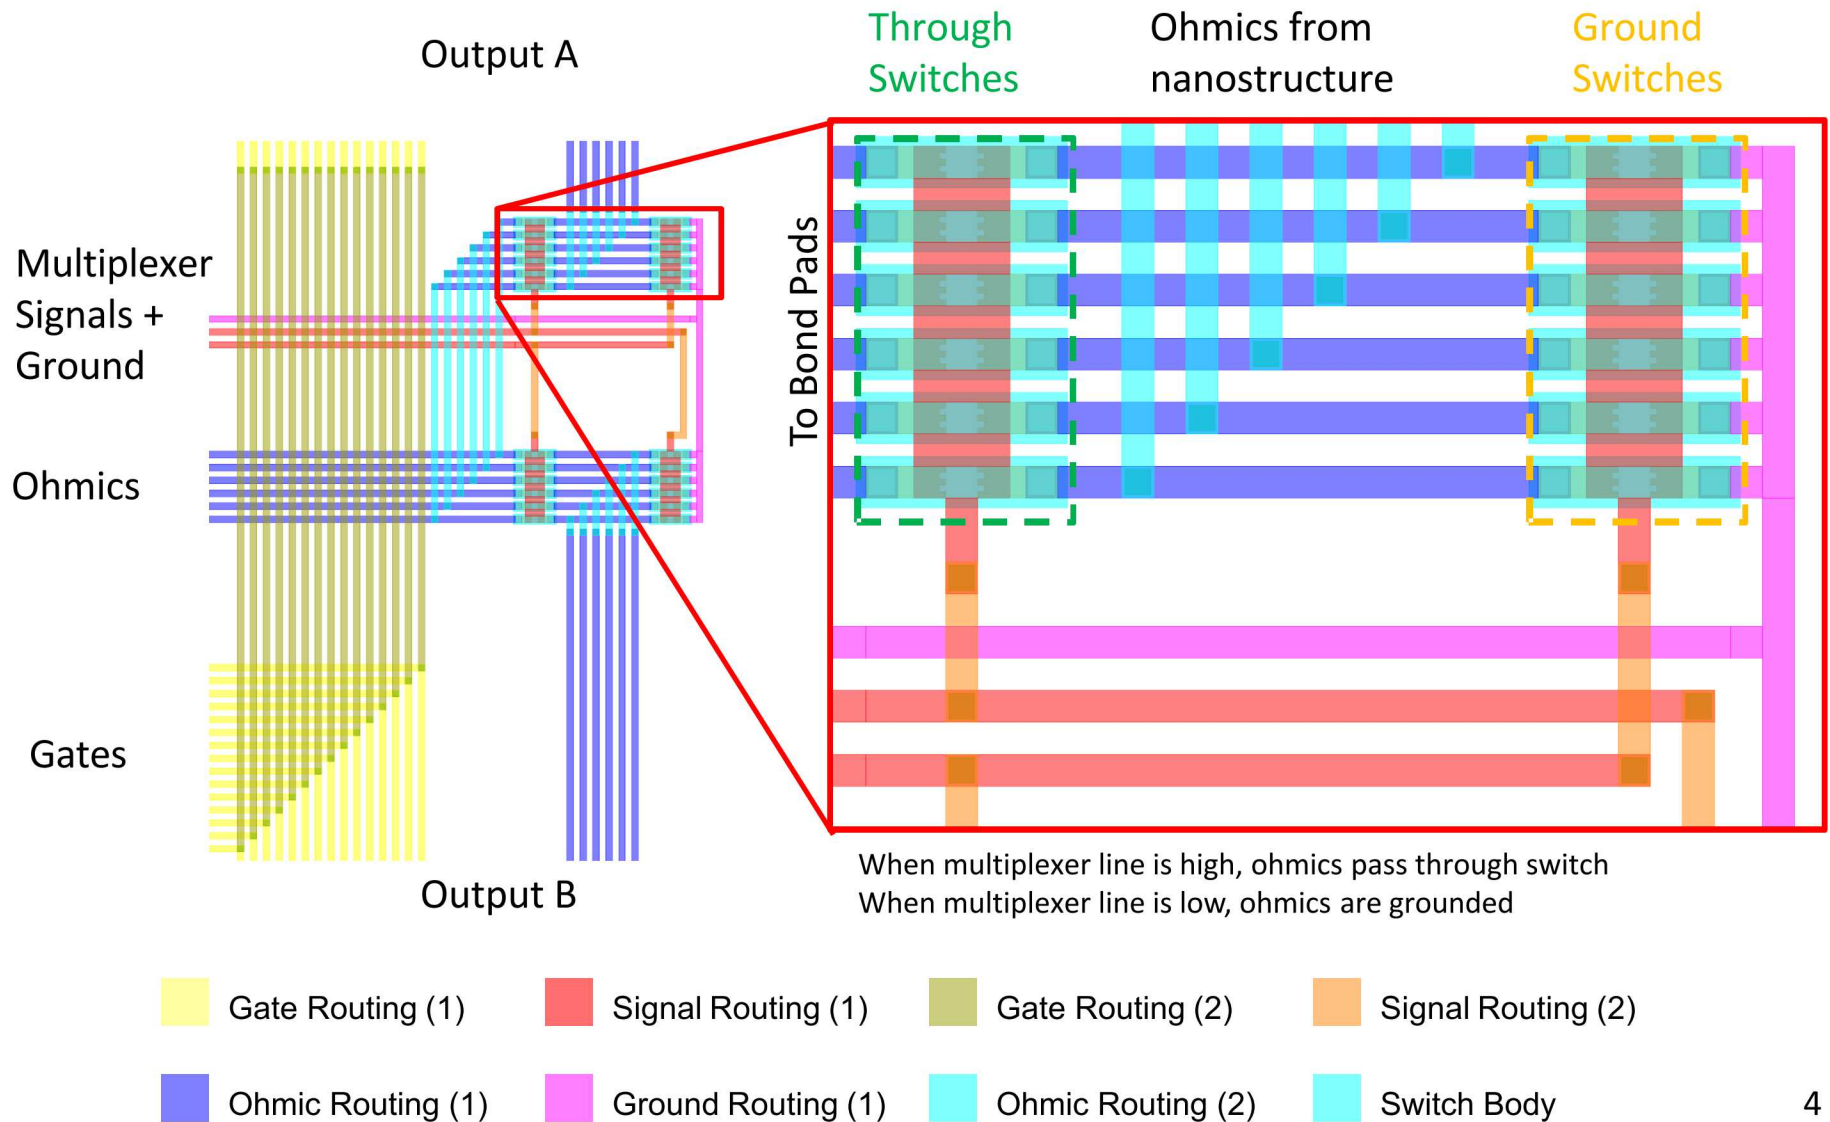 Output A
Through
Switches
Ohmics from
nanostructure
Ground
Switches
Multiplexer
Signals +
Ground
Ohmics
Gates
To Bond Pads
Output B
When multiplexer line is high, ohmics pass through switch
When multiplexer line is low, ohmics are grounded
Gate Routing (1)
Signal Routing (1)
Gate Routing (2)
Signal Routing (2)
Ohmic Routing (1)
Ground Routing (1)
Ohmic Routing (2)
Switch Body
4